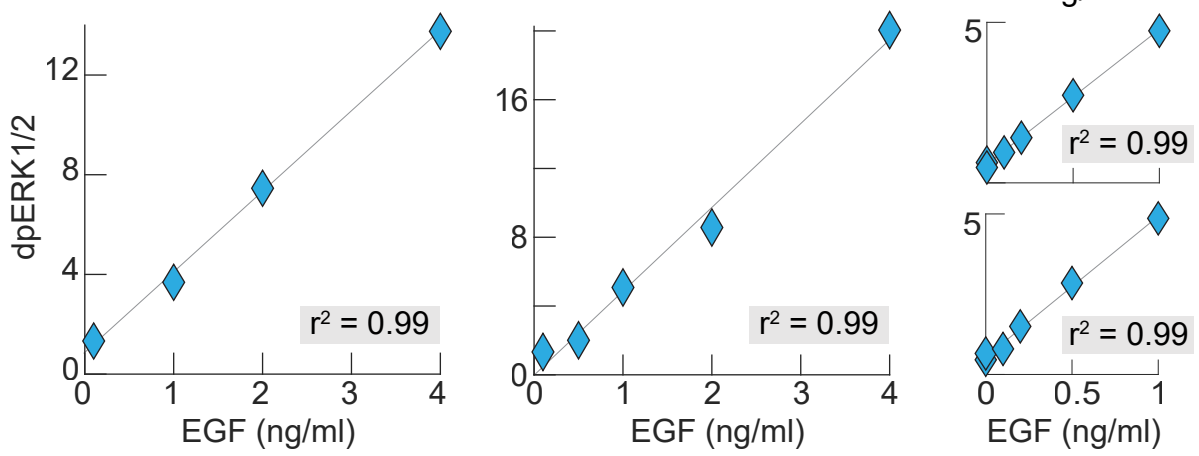 dpERK1/2
12
8
4
0
r² = 0.99
0 1 2 3 4
EGF (ng/ml)
16
8
0
r² = 0.99
0 1 2 3 4
EGF (ng/ml)
5
r² = 0.99
5
r² = 0.99
0 0.5 1
EGF (ng/ml)